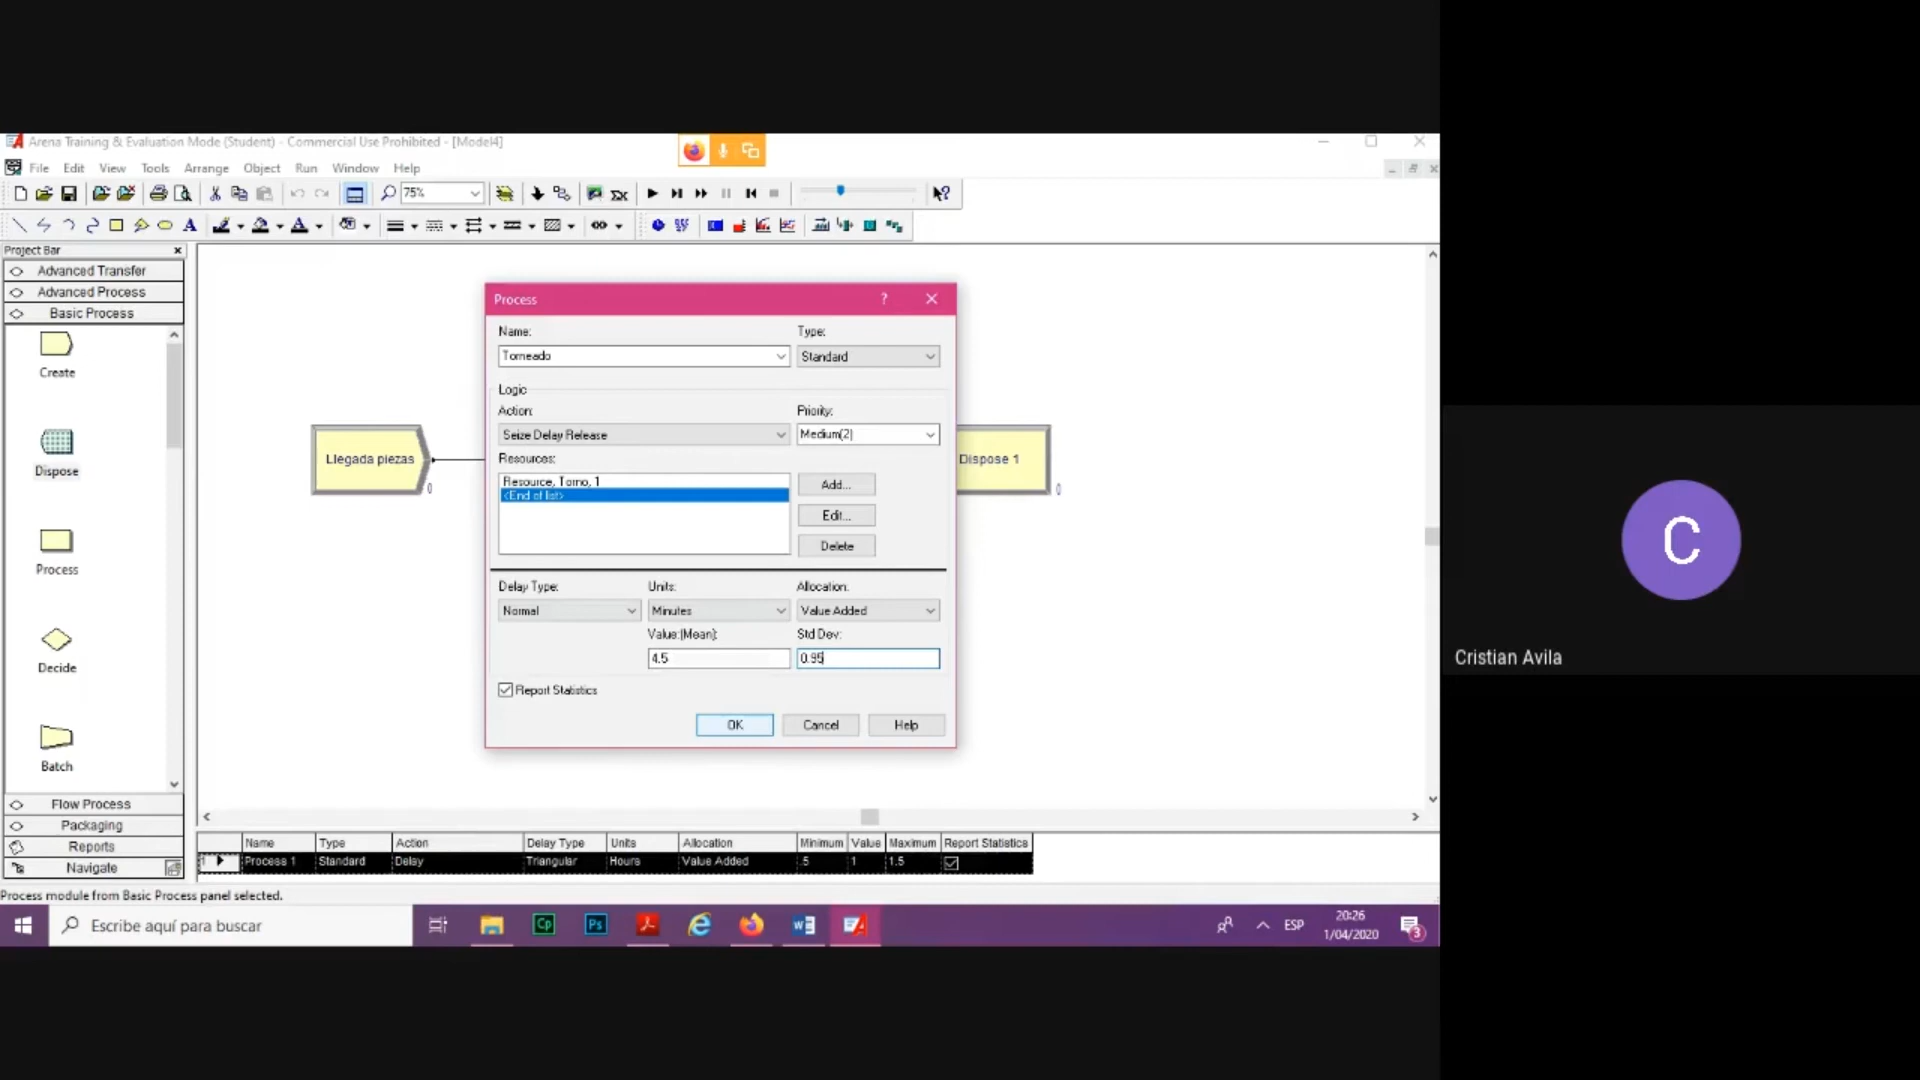 Arena Training & Evaluation Mode (Student) - Commercial Use Prohibited - [Model4]
File Edit View Tools Arrange Object Run Window Help
75%
Project Bar
Advanced Transfer
Advanced Process
Basic Process
Create
Dispose
Process
Decide
Batch
Flow Process
Packaging
Reports
Navigate
Llegada piezas
0
Dispose 1
0
Process
Name: Type:
Torneado Standard
Logic
Action: Priority:
Seize Delay Release Medium(2)
Resources:
Resource, Torno, 1
<End of list>
Add...
Edit...
Delete
Delay Type: Units: Allocation:
Normal Minutes Value Added
Value:(Mean): Std Dev:
4.5 0.95
Report Statistics
OK Cancel Help
Name Type Action Delay Type Units Allocation Minimum Value Maximum Report Statistics
1 Process 1 Standard Delay Triangular Hours Value Added .5 1 1.5
Process module from Basic Process panel selected.
Escribe aquí para buscar
ESP
20:26
1/04/2020
3
C
Cristian Avila